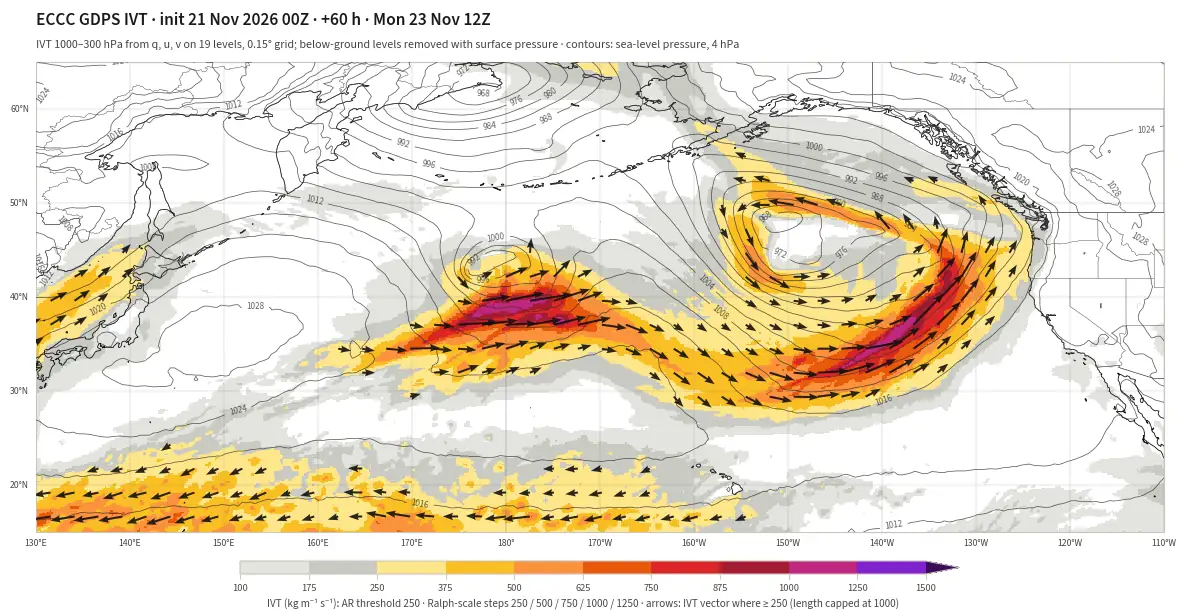 ECCC GDPS IVT · init 21 Nov 2026 00Z · +60 h · Mon 23 Nov 12Z
IVT 1000–300 hPa from q, u, v on 19 levels, 0.15° grid; below-ground levels removed with surface pressure · contours: sea-level pressure, 4 hPa
60°N
50°N
40°N
30°N
20°N
1024
1016
1012
968
976
980
984
988
992
996
1012
1008
1020
1028
1024
1000
1016
1004
1008
1016
1012
1000
992
996
988
972
976
1020
1024
1024
1028
1028
130°E
140°E
150°E
160°E
170°E
180°
170°W
160°W
150°W
140°W
130°W
120°W
110°W
100
175
250
375
500
625
750
875
1000
1250
1500
IVT (kg m⁻¹ s⁻¹): AR threshold 250 · Ralph-scale steps 250 / 500 / 750 / 1000 / 1250 · arrows: IVT vector where ≥ 250 (length capped at 1000)